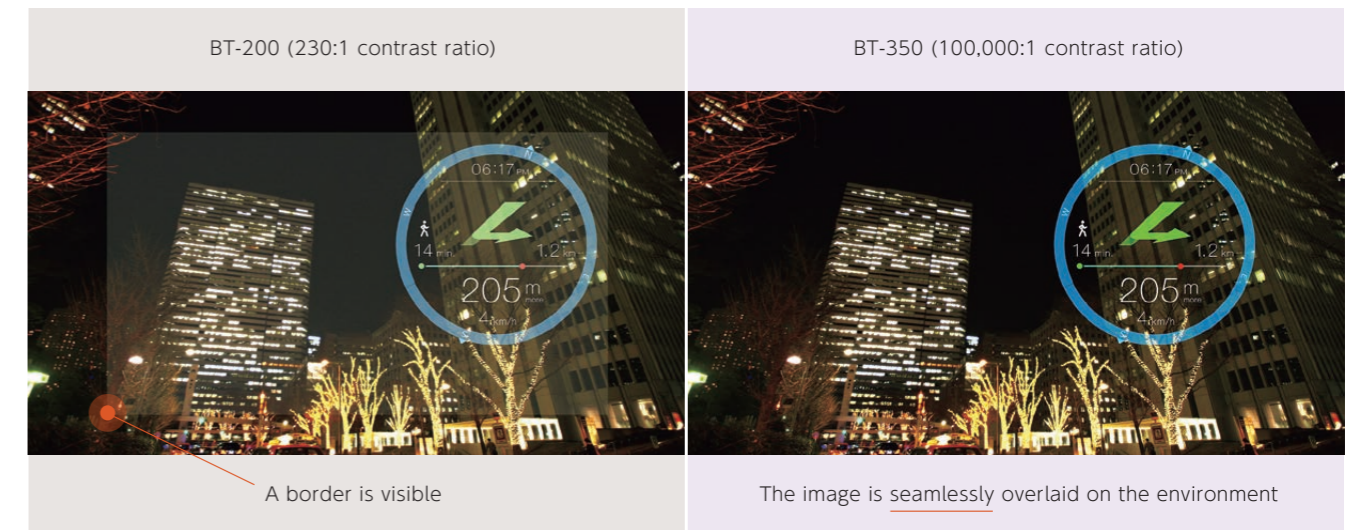 BT-200 (230:1 contrast ratio)
BT-350 (100,000:1 contrast ratio)
N
06:17 PM
W
14 min
1.2 km
205 m
more
4 km/h
N
06:17 PM
W
14 min
1.2 km
205 m
more
4 km/h
A border is visible
The image is seamlessly overlaid on the environment